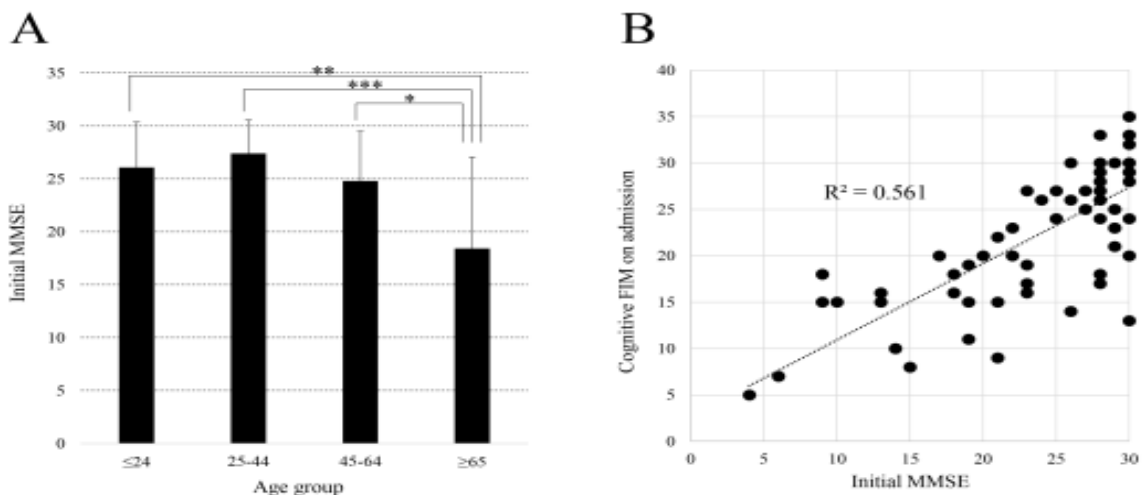 A
Initial MMSE
35
30
25
20
15
10
5
0
**
***
*
≤24 25-44 45-64 ≥65
Age group
B
Cognitive FIM on admission
40
35
30
25
20
15
10
5
0
R² = 0.561
0 5 10 15 20 25 30
Initial MMSE